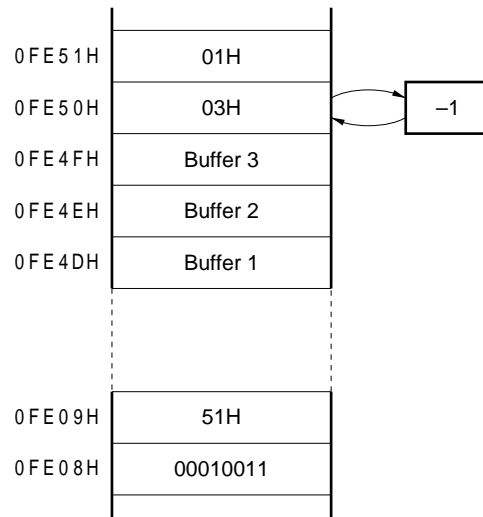 0FE51H 01H
0FE50H 03H –1
0FE4FH Buffer 3
0FE4EH Buffer 2
0FE4DH Buffer 1
0FE09H 51H
0FE08H 00010011